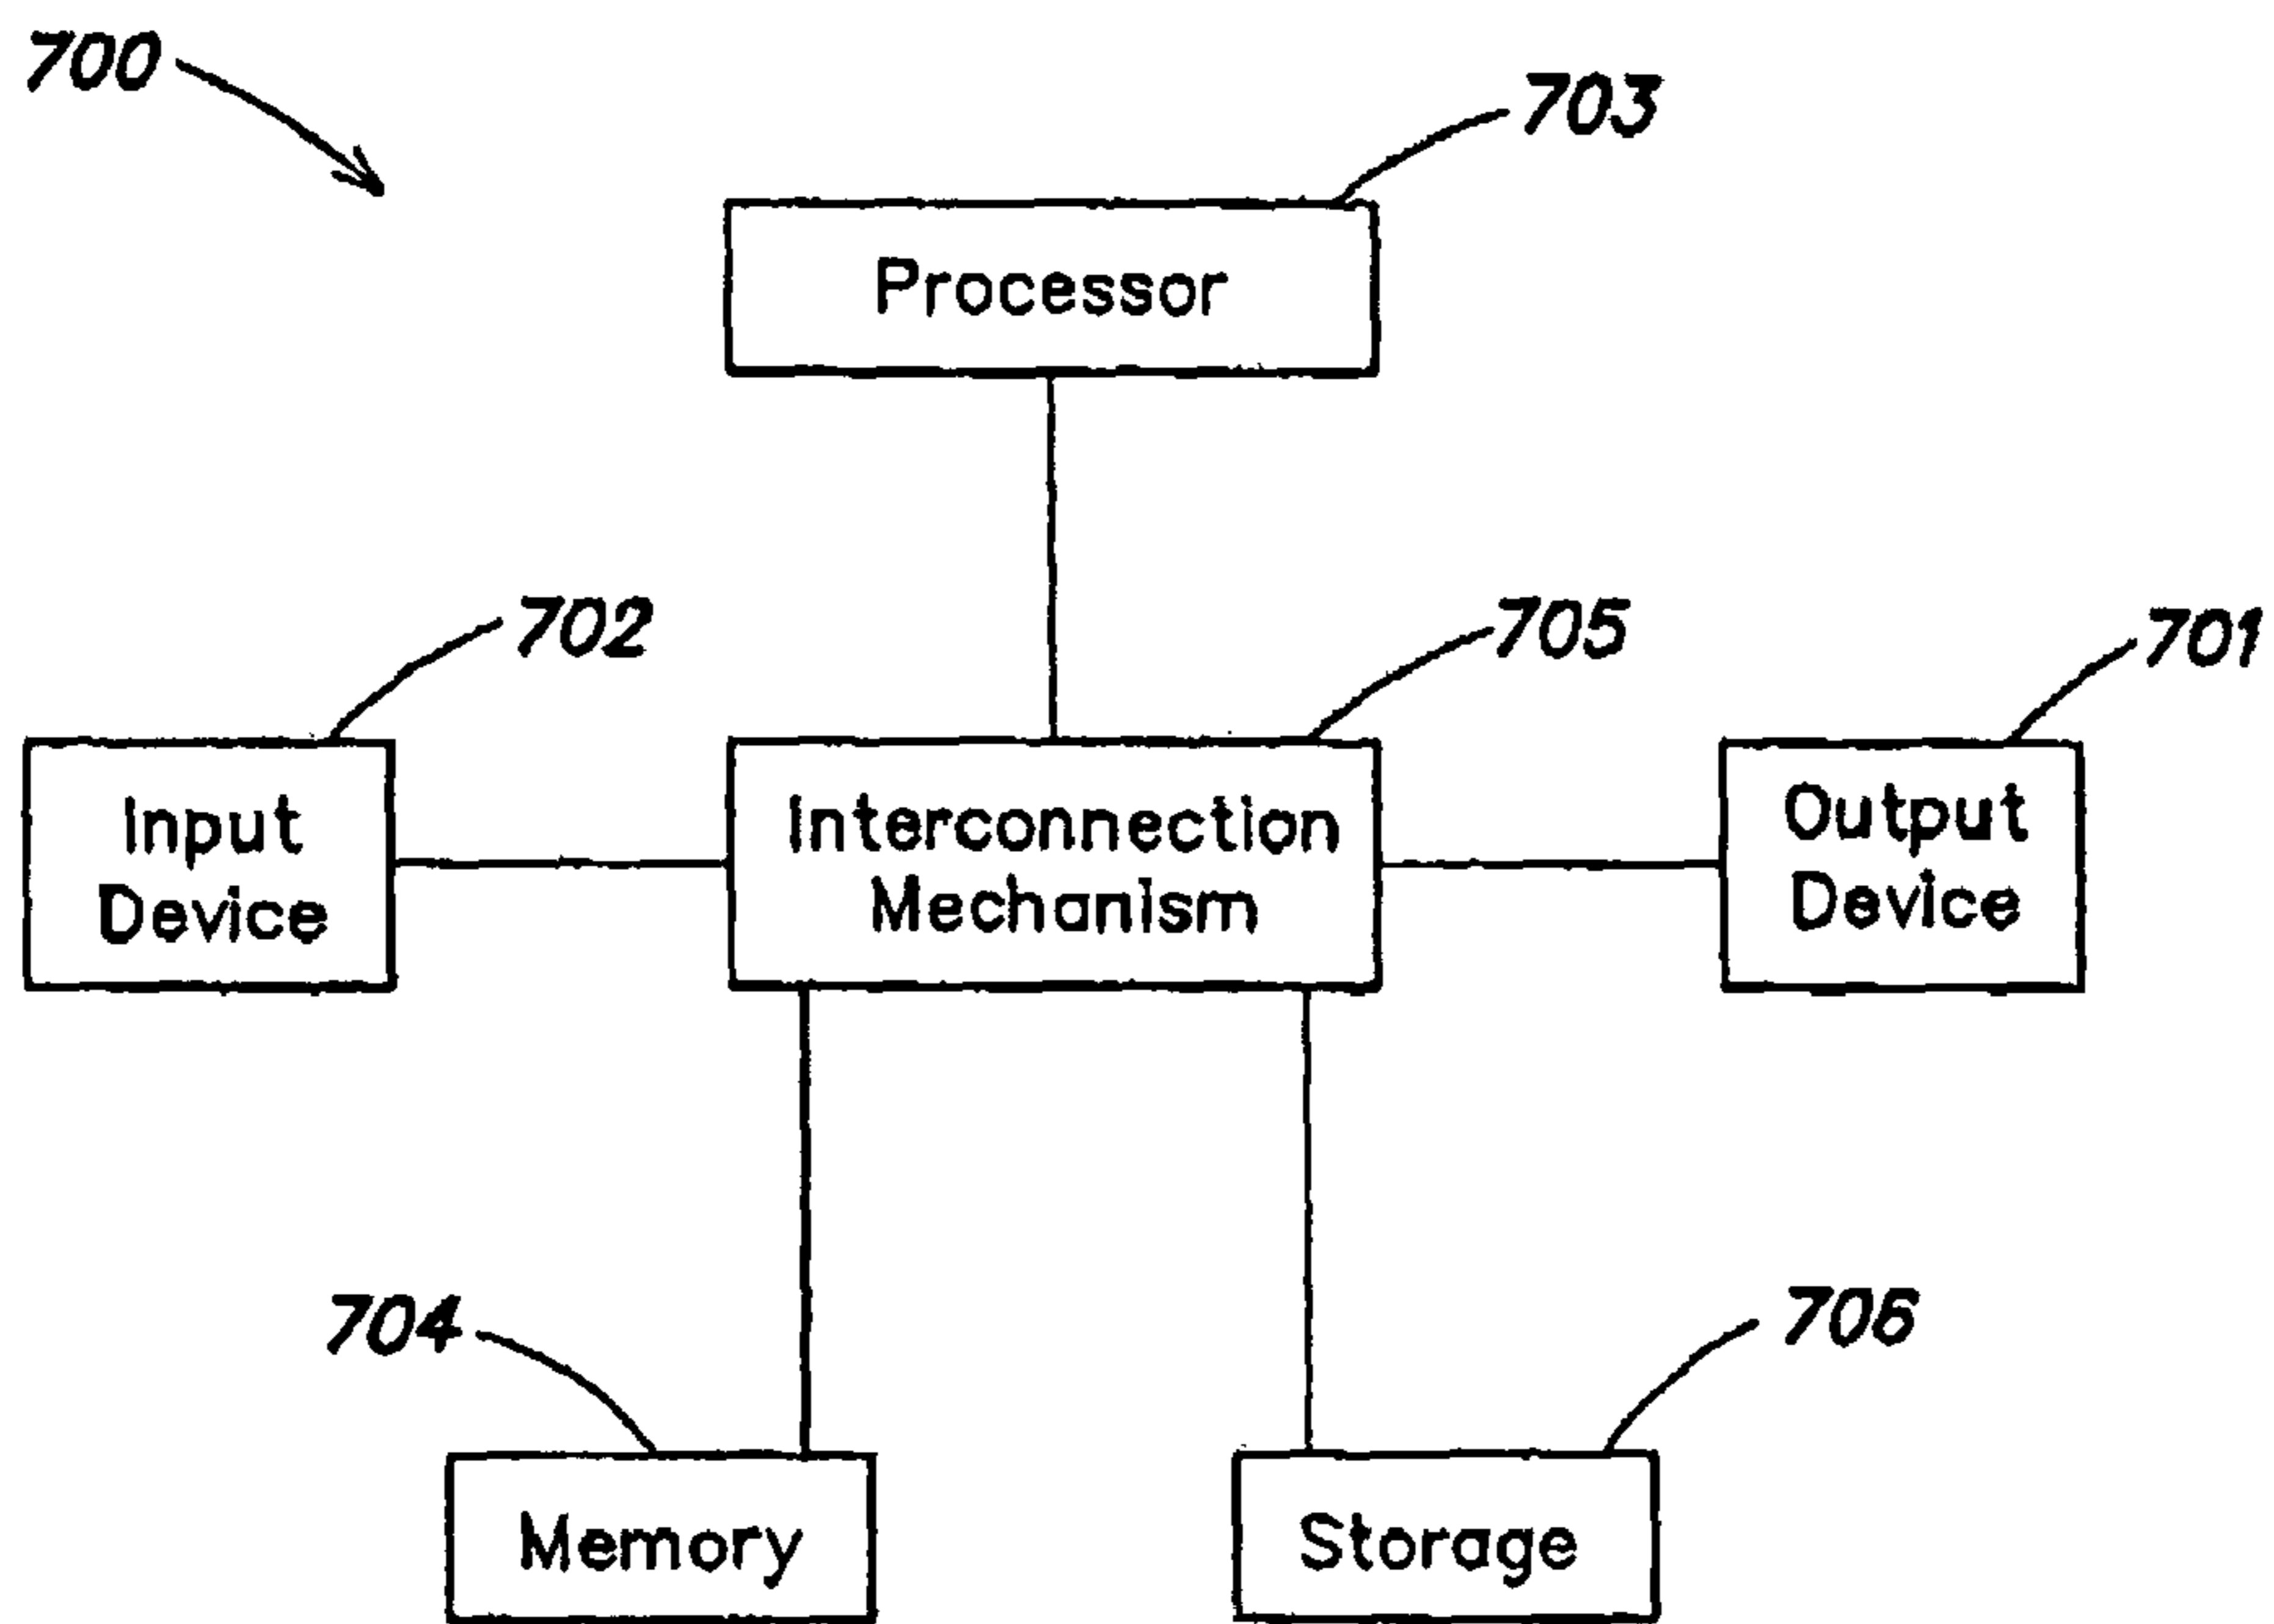 700
703
Processor
702
705
701
Input
Device
Interconnection
Mechanism
Output
Device
704
706
Memory
Storage